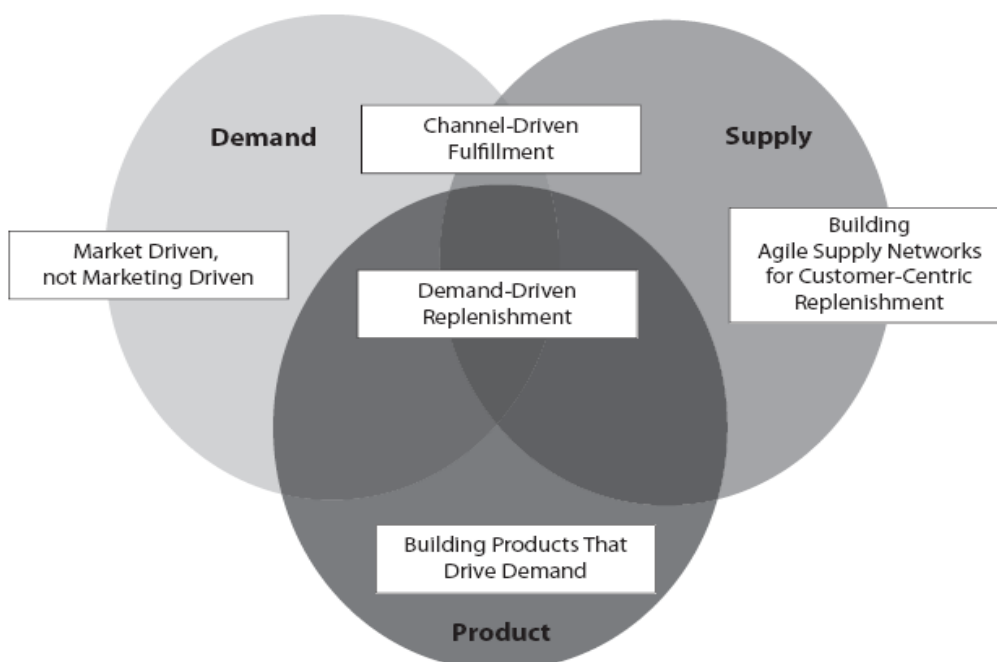 Demand
Channel-Driven
Fulfillment
Supply
Market Driven,
not Marketing Driven
Building
Agile Supply Networks
for Customer-Centric
Replenishment
Demand-Driven
Replenishment
Building Products That
Drive Demand
Product